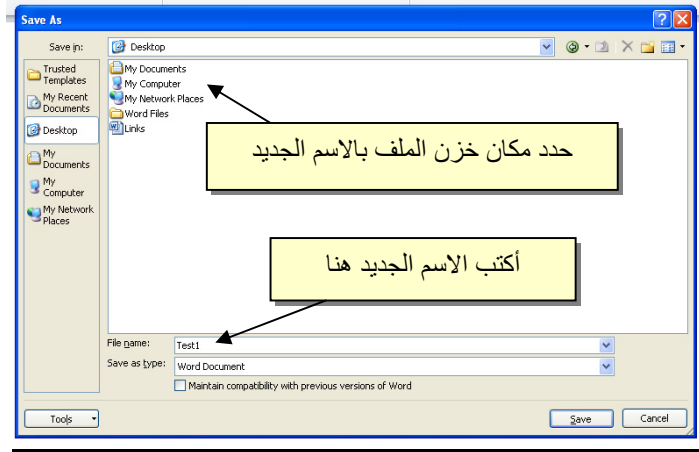 Save As
Save in:
Desktop
Trusted
Templates
My Recent
Documents
Desktop
My
Documents
My
Computer
My Network
Places
My Documents
My Computer
My Network Places
Word Files
Links
حدد مكان خزن الملف بالاسم الجديد
أكتب الاسم الجديد هنا
File name:
Test1
Save as type:
Word Document
Maintain compatibility with previous versions of Word
Tools
Save
Cancel